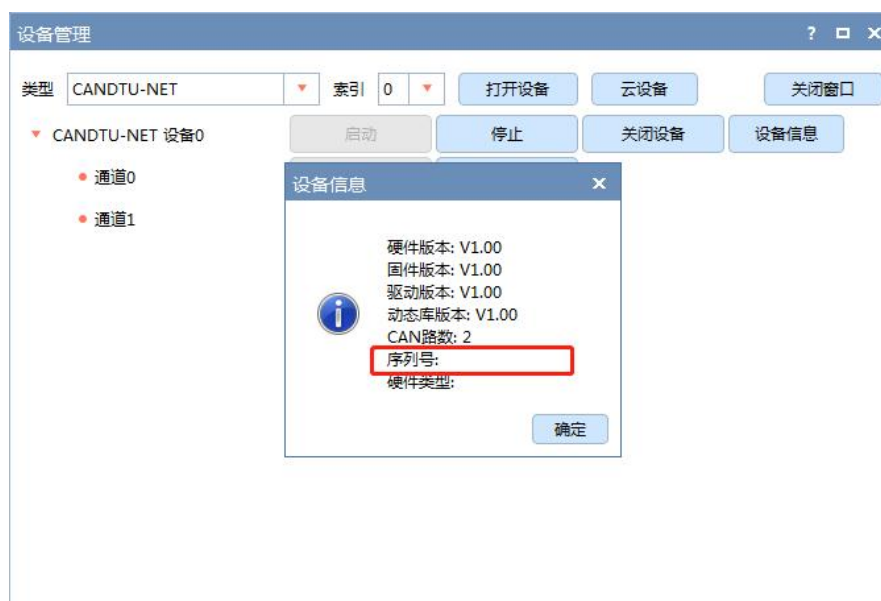 设备管理
类型 CANDTU-NET 索引 0 打开设备 云设备 关闭窗口
CANDTU-NET 设备0 启动 停止 关闭设备 设备信息
通道0
通道1
设备信息
硬件版本: V1.00
固件版本: V1.00
驱动版本: V1.00
动态库版本: V1.00
CAN路数: 2
序列号:
硬件类型:
确定